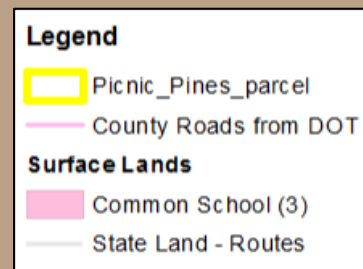 Legend
Picnic_Pines_parcel
County Roads from DOT
Surface Lands
Common School (3)
State Land - Routes